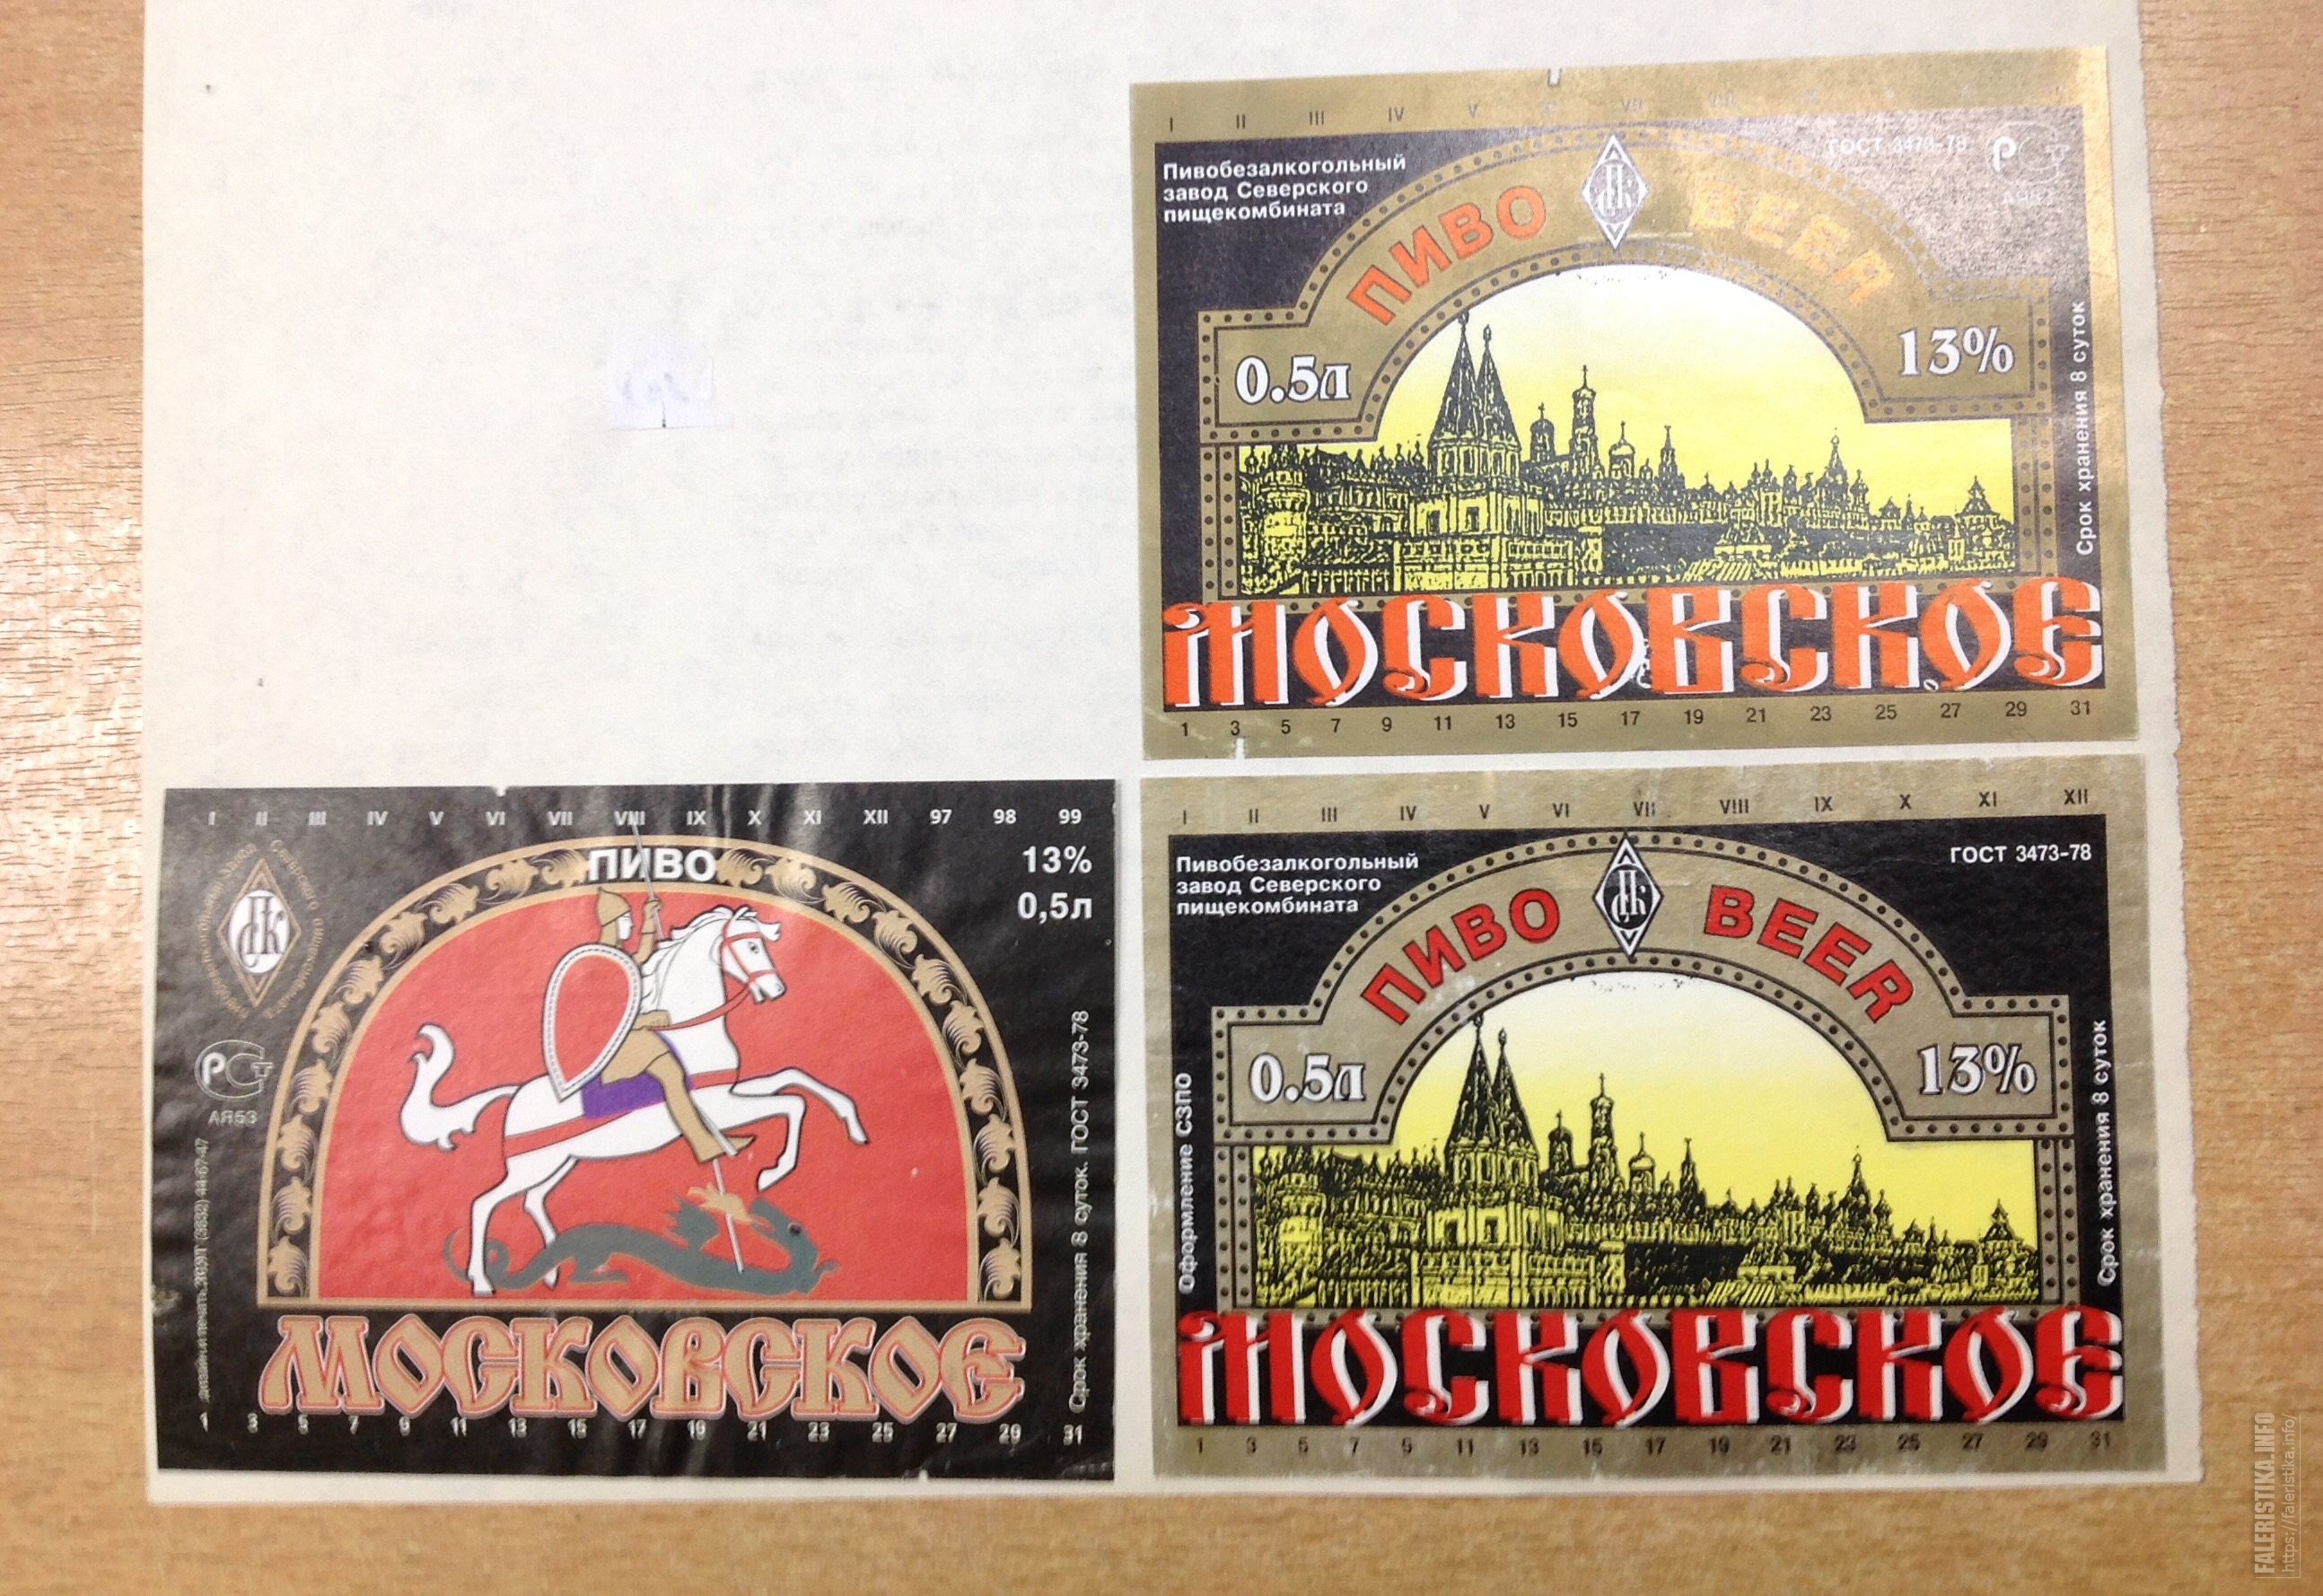 I II III IV V VI VII VIII
Пивобезалкогольный
завод Северского
пищекомбината
ГОСТ 3473-78
РСТ
ПИВО BEER
0.5л
13%
Срок хранения 8 суток
МОСКОВСКОЕ
1 3 5 7 9 11 13 15 17 19 21 23 25 27 29 31
I II III IV V VI VII VIII IX X XI XII 97 98 99
ПИВО
13%
0,5л
РСТ
АЯ53
Срок хранения 8 суток. ГОСТ 3473-78
МОСКОВСКОЕ
1 3 5 7 9 11 13 15 17 19 21 23 25 27 29 31
I II III IV V VI VII VIII IX X XI XII
Пивобезалкогольный
завод Северского
пищекомбината
ГОСТ 3473-78
ПИВО BEER
0.5л
13%
Оформление СЗПО
Срок хранения 8 суток
МОСКОВСКОЕ
1 3 5 7 9 11 13 15 17 19 21 23 25 27 29 31
FALERISTIKA.INFO
https://faleristika.info/